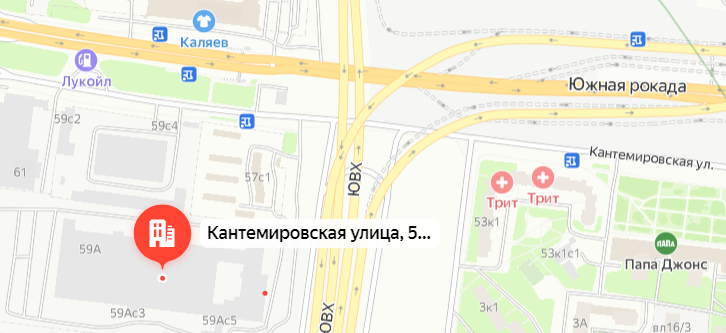 Каляев
Лукойл
Южная рокада
59с2
59с4
Кантемировская ул.
61
57с1
ЮВХ
Трит
Трит
53к1
59А
Кантемировская улица, 5...
ПАПА
53к1с1
Папа Джонс
3к1
59Ас3
59Ас5
ЮВХ
3А
вл16/3